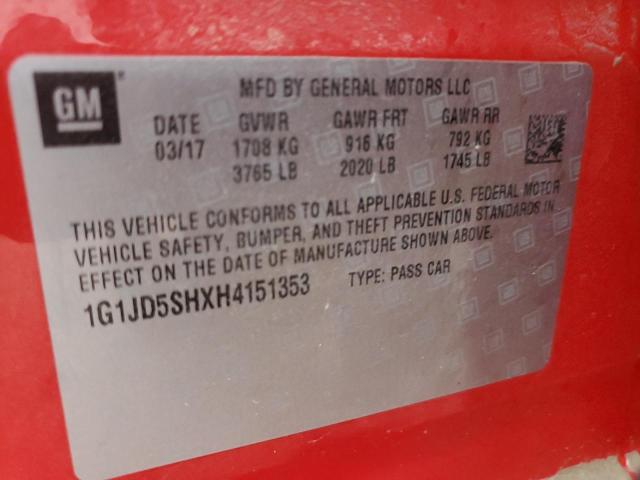 GM
MFD BY GENERAL MOTORS LLC
DATE GVWR GAWR FRT GAWR RR
03/17 1708 KG 916 KG 792 KG
3765 LB 2020 LB 1745 LB
THIS VEHICLE CONFORMS TO ALL APPLICABLE U.S. FEDERAL MOTOR
VEHICLE SAFETY, BUMPER, AND THEFT PREVENTION STANDARDS IN
EFFECT ON THE DATE OF MANUFACTURE SHOWN ABOVE.
1G1JD5SHXH4151353 TYPE: PASS CAR